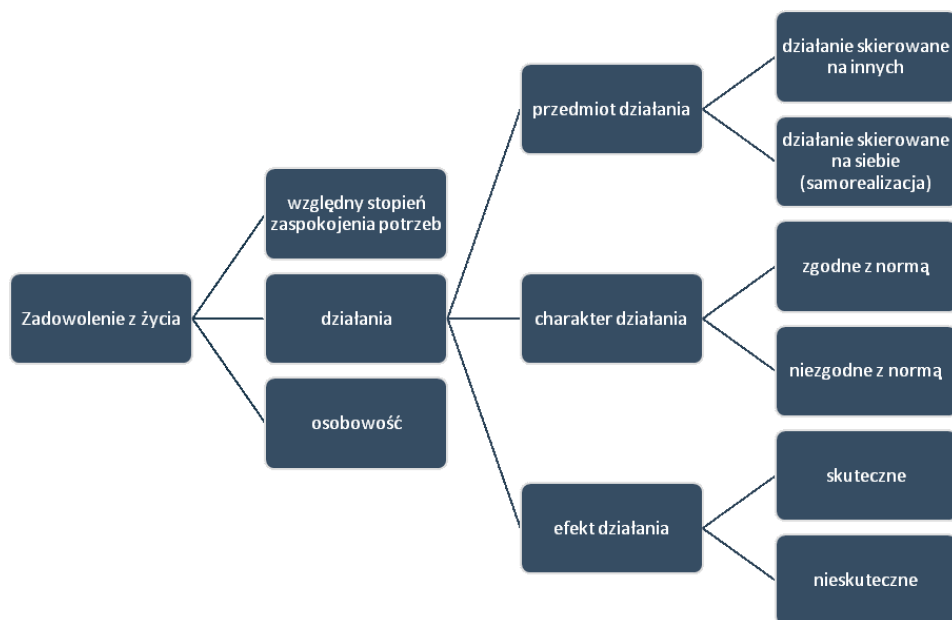 Zadowolenie z życia
względny stopień
zaspokojenia potrzeb
działania
osobowość
przedmiot działania
charakter działania
efekt działania
działanie skierowane
na innych
działanie skierowane
na siebie
(samorealizacja)
zgodne z normą
niezgodne z normą
skuteczne
nieskuteczne